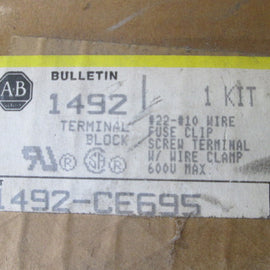 AB
BULLETIN
1492
1 KIT
TERMINAL
BLOCK
#22-#10 WIRE
FUSE CLIP
SCREW TERMINAL
W/ WIRE CLAMP
600V MAX.
1492-CE695